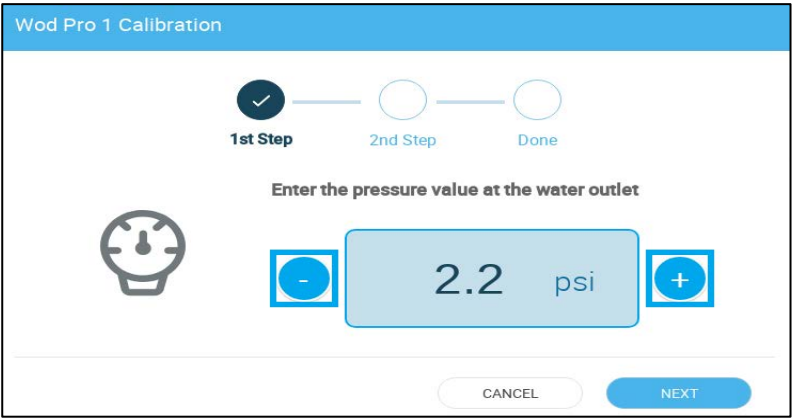 Wod Pro 1 Calibration
1st Step 2nd Step Done
Enter the pressure value at the water outlet
- 2.2 psi +
CANCEL NEXT